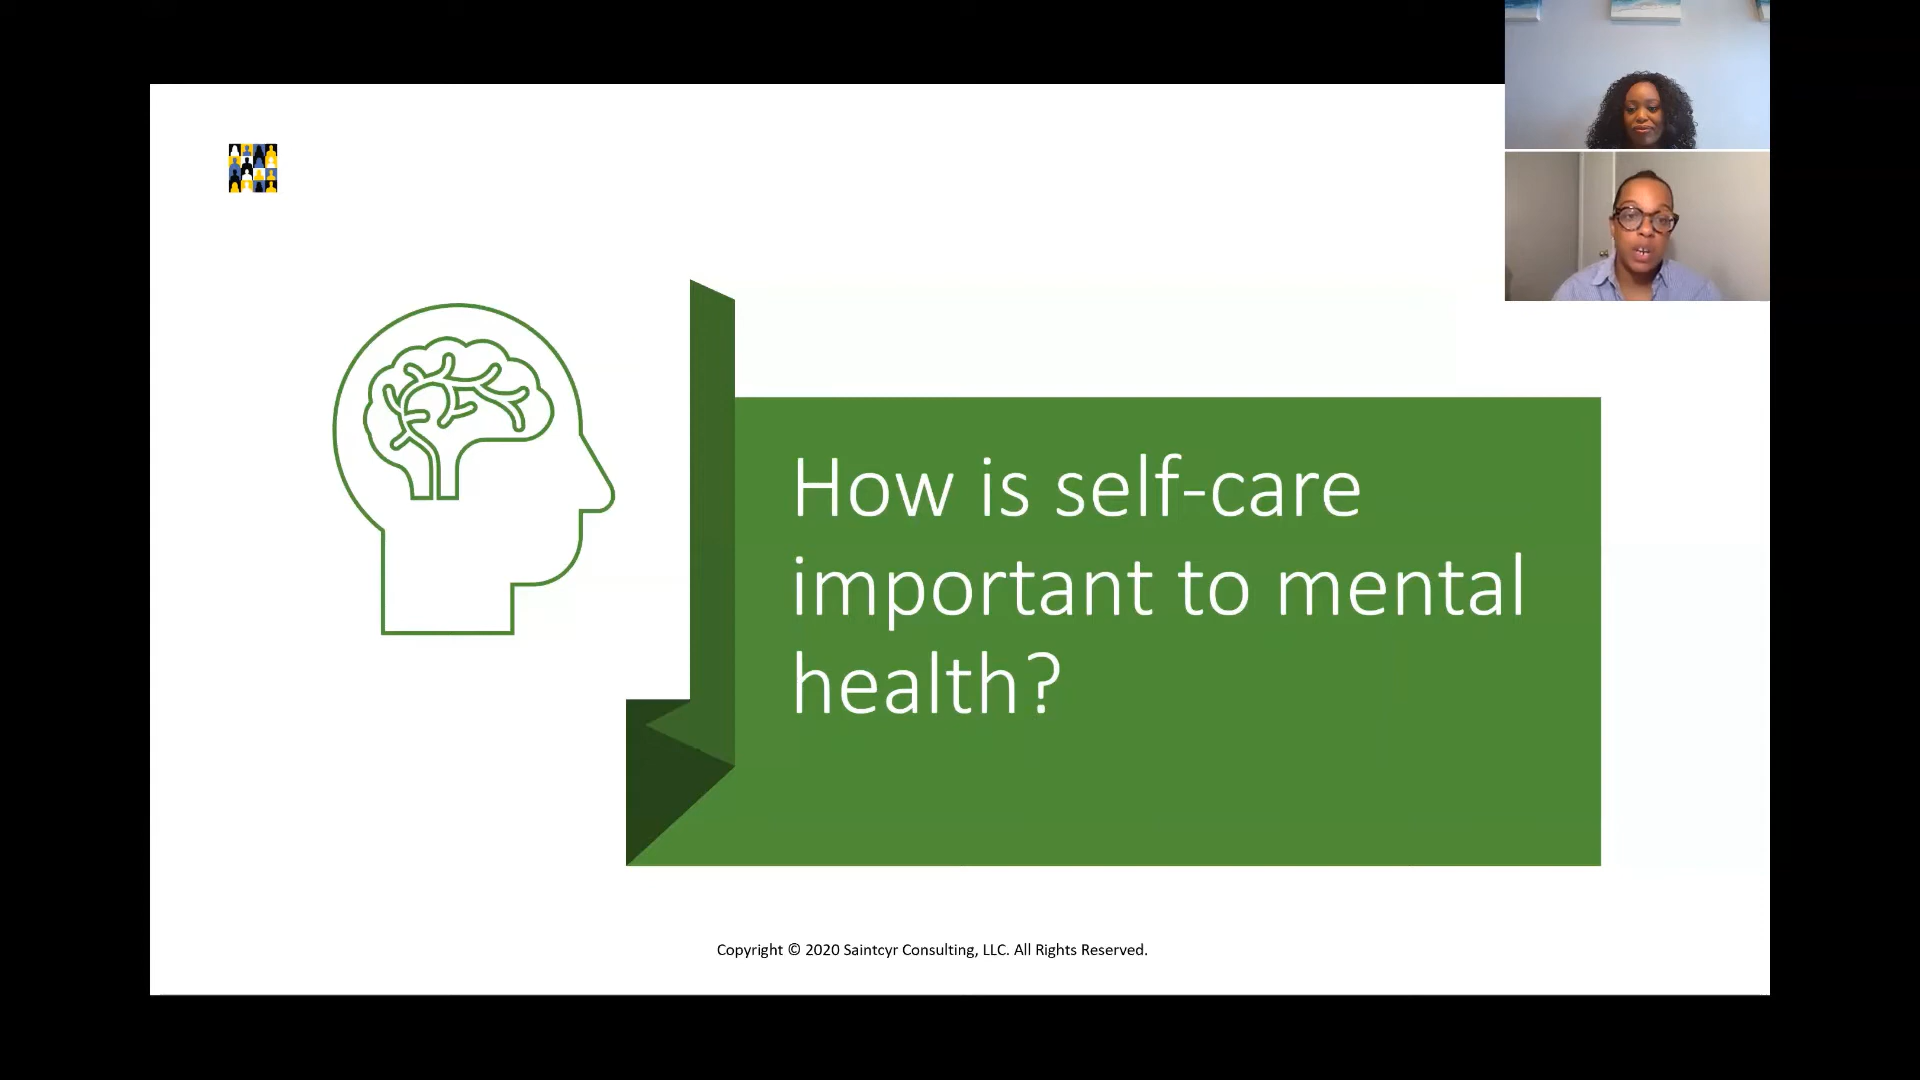 How is self-care
important to mental
health?
Copyright © 2020 Saintcyr Consulting, LLC. All Rights Reserved.